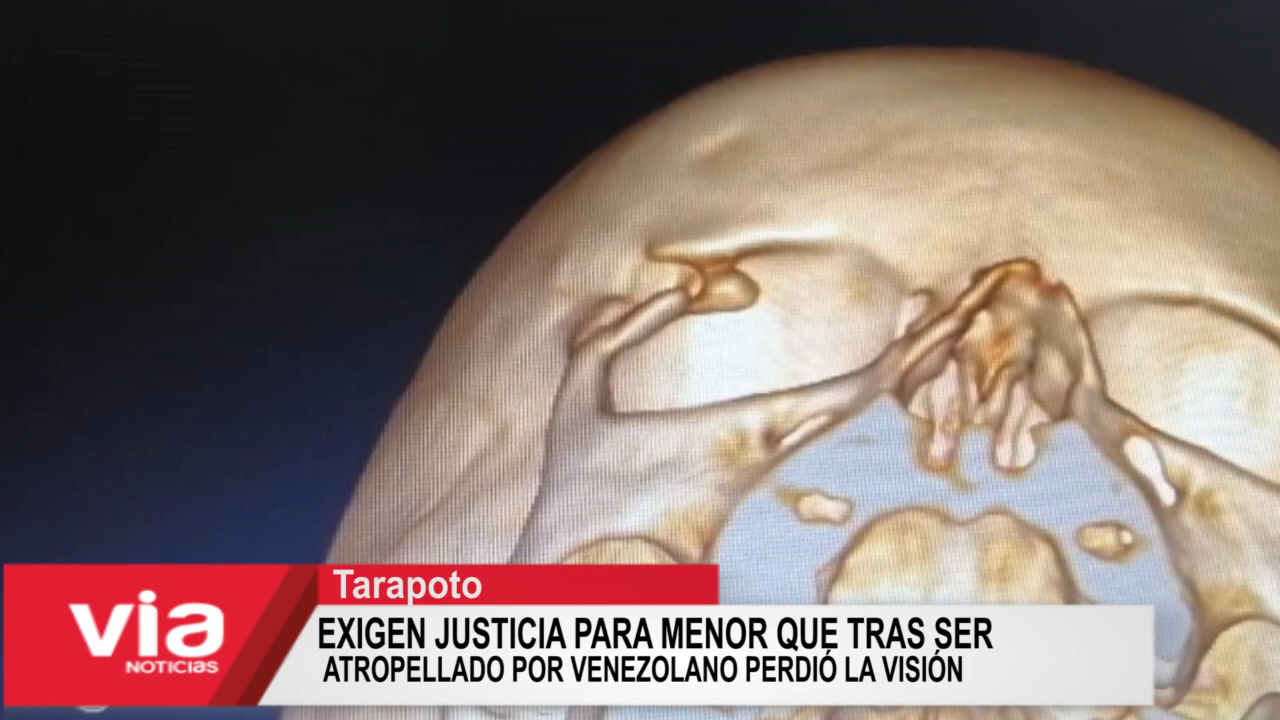 Tarapoto
via
NOTICIAS
EXIGEN JUSTICIA PARA MENOR QUE TRAS SER
ATROPELLADO POR VENEZOLANO PERDIÓ LA VISIÓN